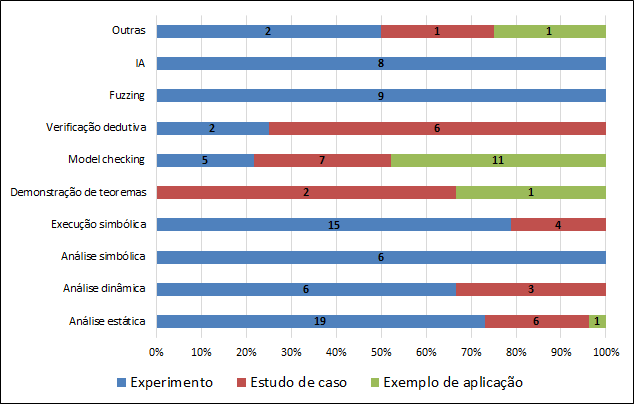 Outras 2 1 1
IA 8
Fuzzing 9
Verificação dedutiva 2 6
Model checking 5 7 11
Demonstração de teoremas 2 1
Execução simbólica 15 4
Análise simbólica 6
Análise dinâmica 6 3
Análise estática 19 6 1
0% 10% 20% 30% 40% 50% 60% 70% 80% 90% 100%
Experimento Estudo de caso Exemplo de aplicação